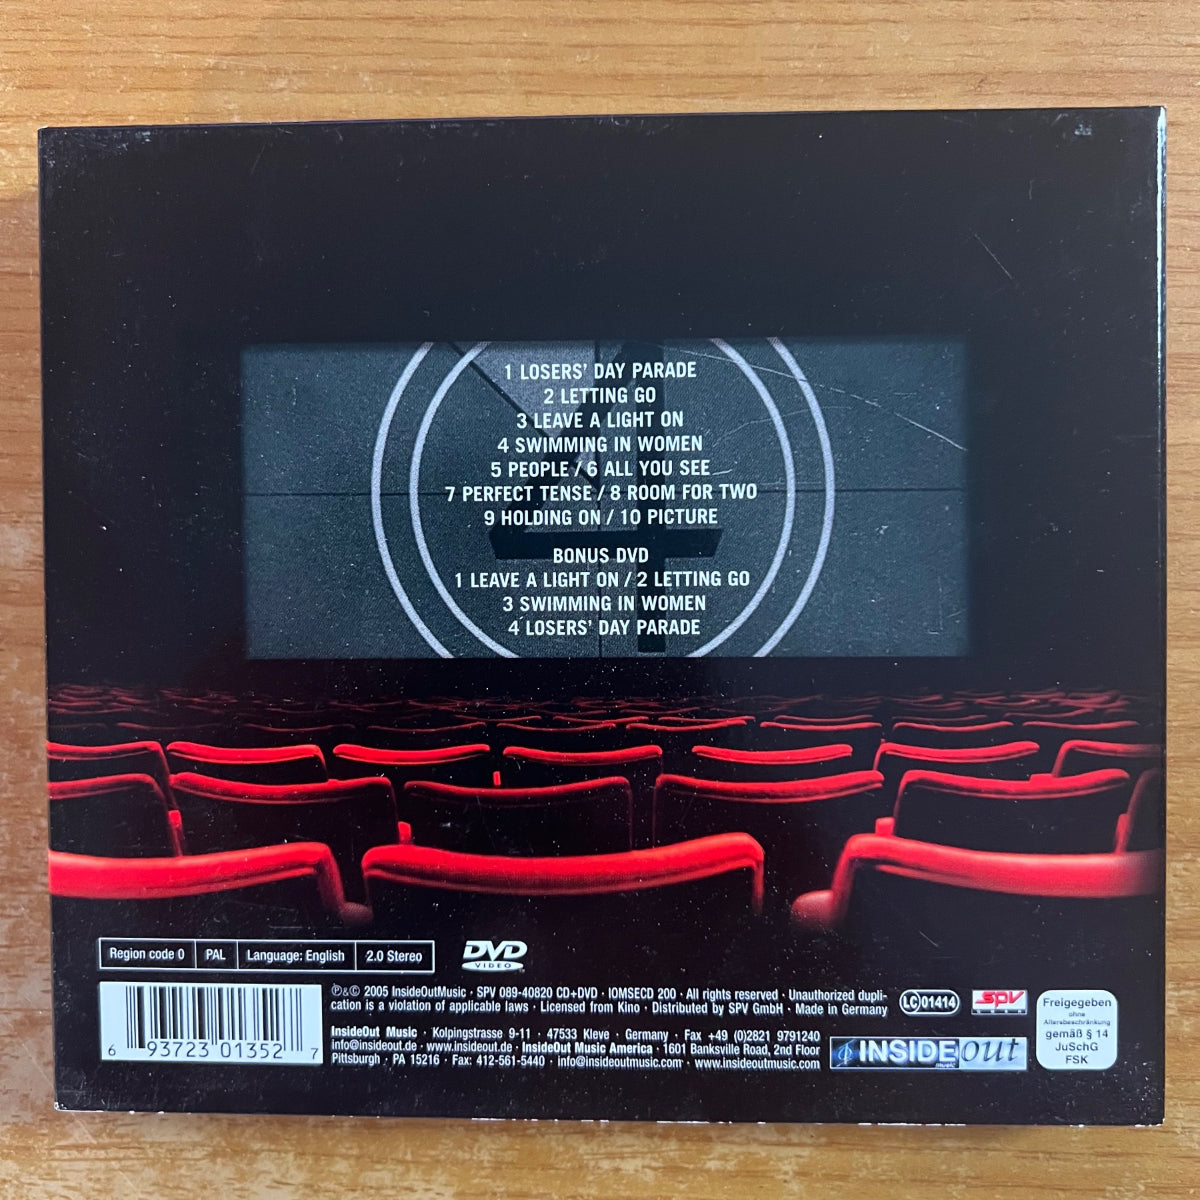 1 LOSERS' DAY PARADE
2 LETTING GO
3 LEAVE A LIGHT ON
4 SWIMMING IN WOMEN
5 PEOPLE / 6 ALL YOU SEE
7 PERFECT TENSE / 8 ROOM FOR TWO
9 HOLDING ON / 10 PICTURE
BONUS DVD
1 LEAVE A LIGHT ON / 2 LETTING GO
3 SWIMMING IN WOMEN
4 LOSERS' DAY PARADE
Region code 0 PAL Language: English 2.0 Stereo
DVD
VIDEO
℗&© 2005 InsideOutMusic · SPV 089-40820 CD+DVD · IOMSECD 200 · All rights reserved · Unauthorized dupli-
cation is a violation of applicable laws · Licensed from Kino · Distributed by SPV GmbH · Made in Germany
InsideOut Music · Kolpingstrasse 9-11 · 47533 Kleve · Germany · Fax +49 (0)2821 9791240
info@insideout.de · www.insideout.de · InsideOut Music America · 1601 Banksville Road, 2nd Floor
Pittsburgh · PA 15216 · Fax: 412-561-5440 · info@insideoutmusic.com · www.insideoutmusic.com
6 93723 01352 7
LC 01414
SPV
INSIDE out
music
Freigegeben
ohne
Altersbeschränkung
gemäß § 14
JuSchG
FSK